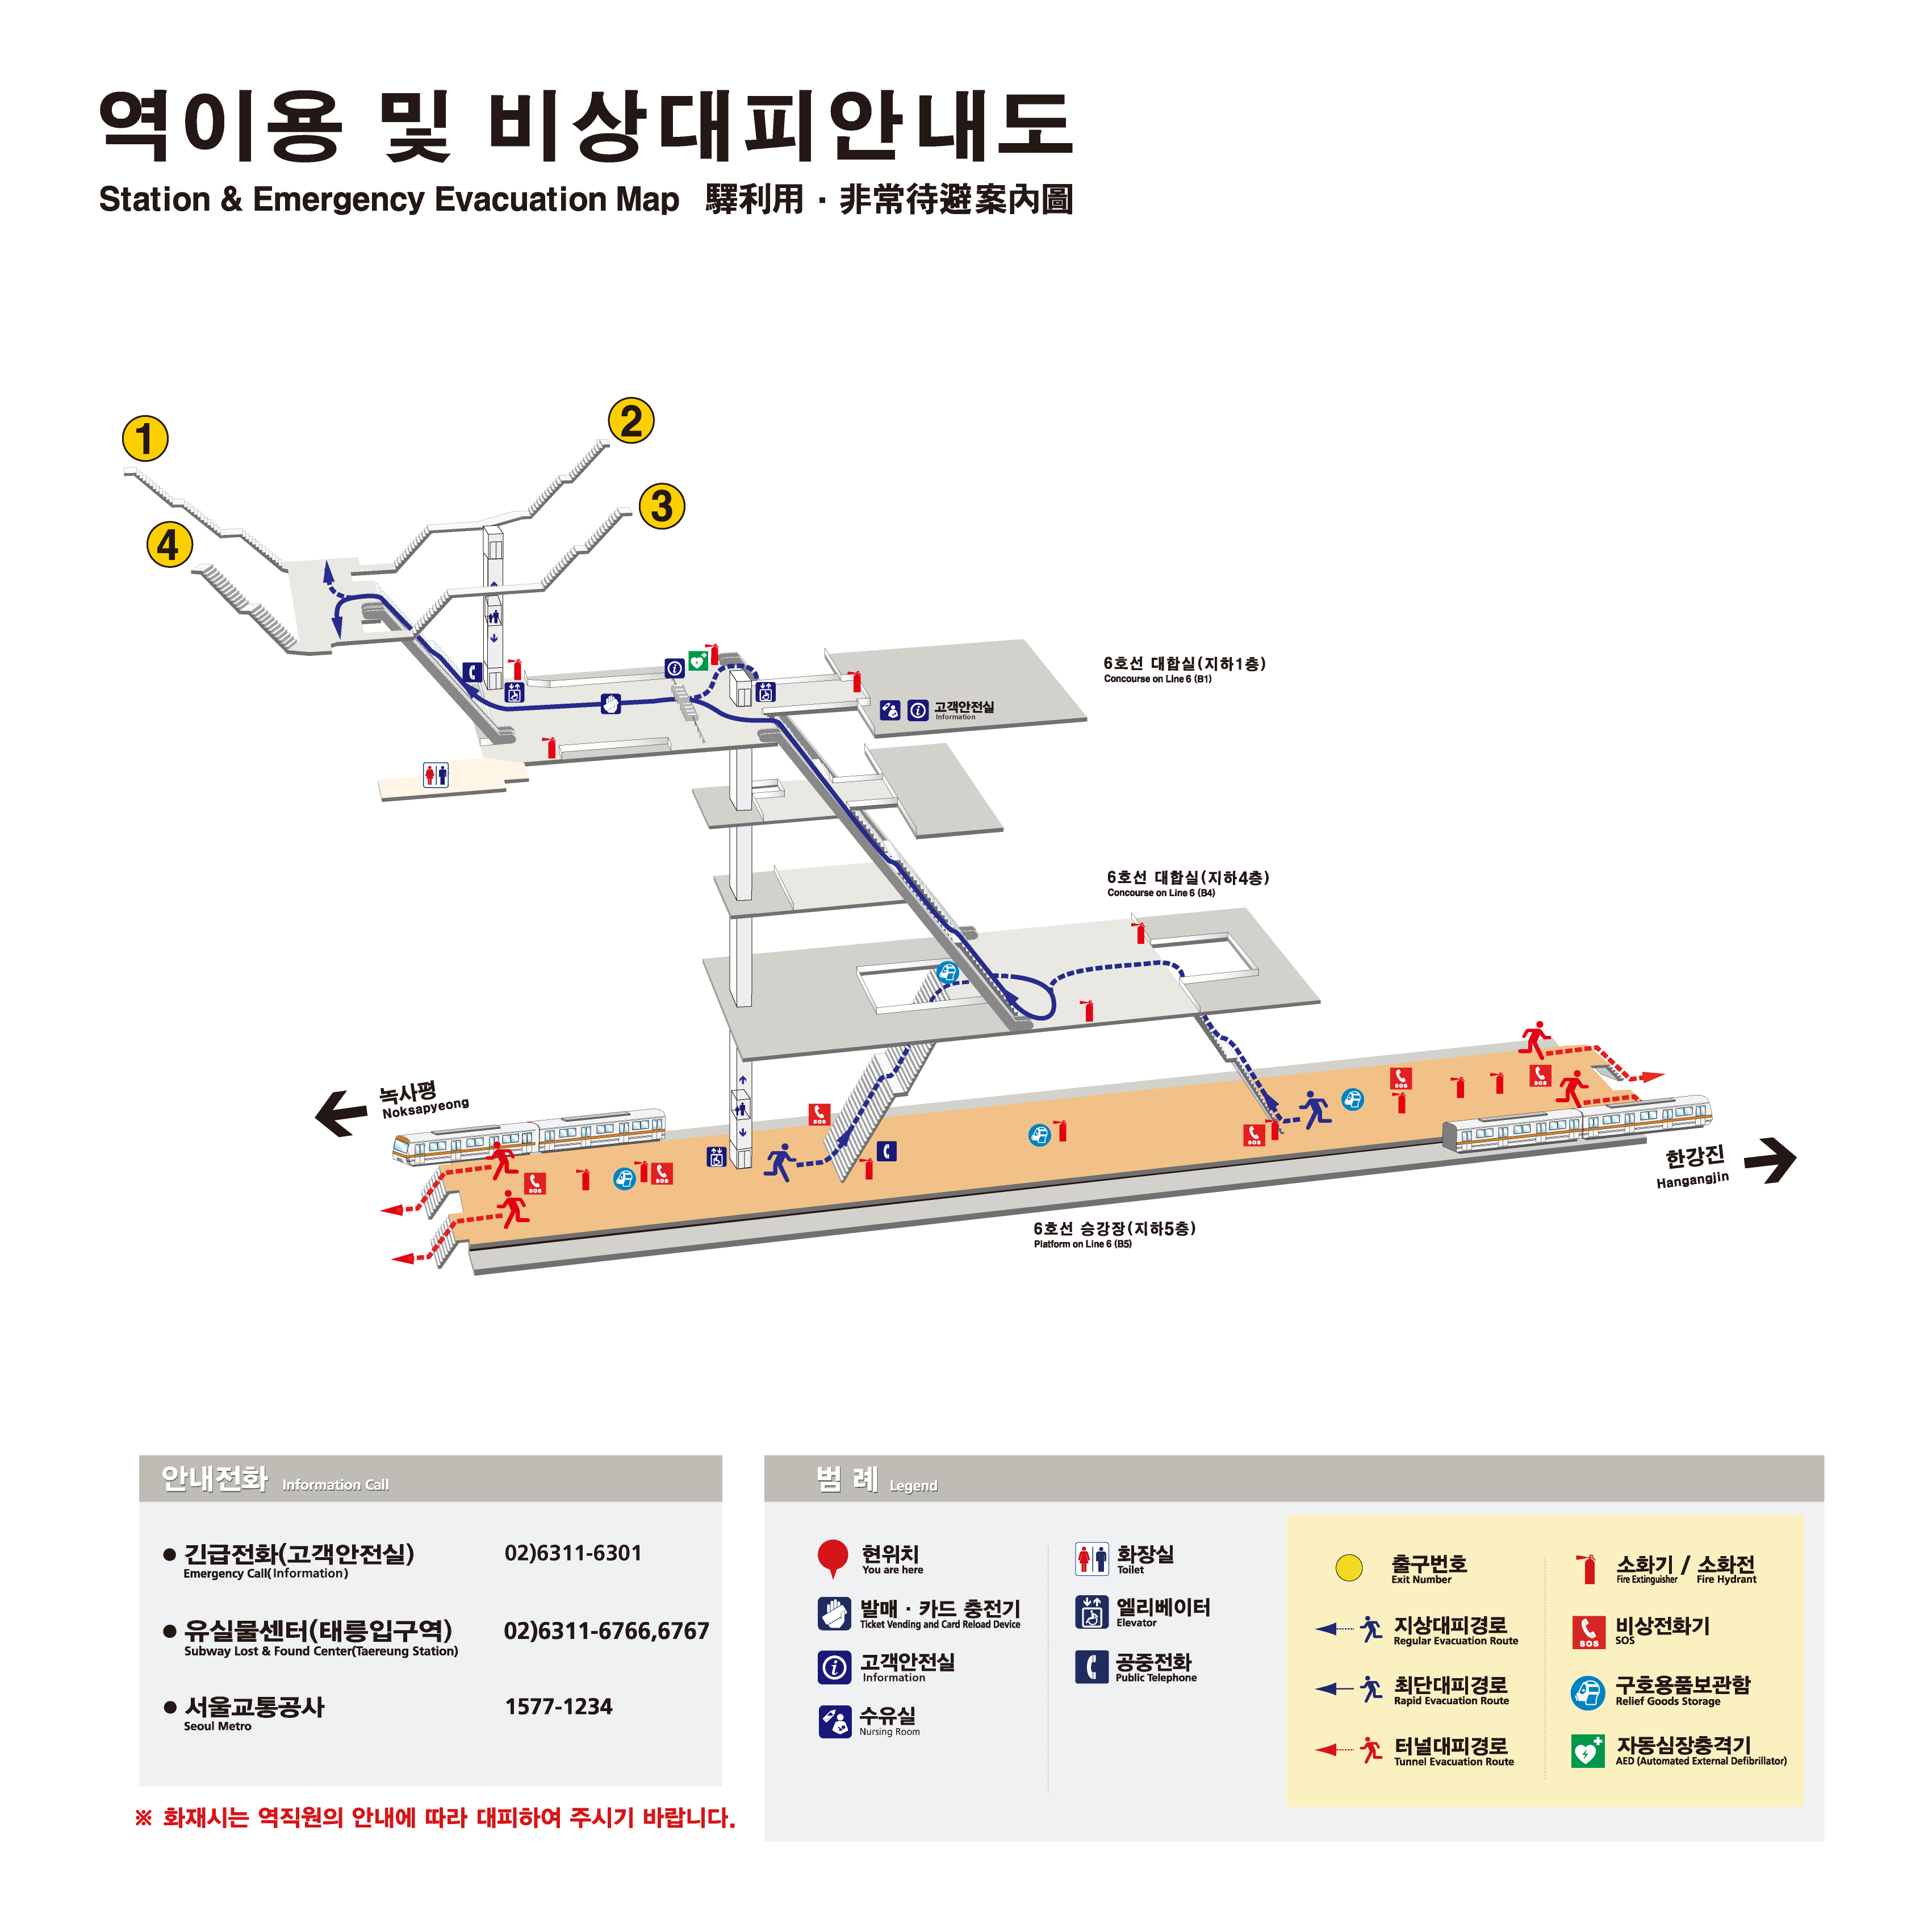 역이용 및 비상대피안내도
Station & Emergency Evacuation Map 驛利用 · 非常待避案內圖
1
2
3
4
6호선 대합실(지하1층)
Concourse on Line 6 (B1)
고객안전실
Information
6호선 대합실(지하4층)
Concourse on Line 6 (B4)
녹사평
Noksapyeong
한강진
Hangangjin
SOS
SOS
SOS
SOS
SOS
SOS
6호선 승강장(지하5층)
Platform on Line 6 (B5)
안내전화 Information Call
● 긴급전화(고객안전실) 02)6311-6301
Emergency Call(Information)
● 유실물센터(태릉입구역) 02)6311-6766,6767
Subway Lost & Found Center(Taereung Station)
● 서울교통공사 1577-1234
Seoul Metro
※ 화재시는 역직원의 안내에 따라 대피하여 주시기 바랍니다.
범 례 Legend
현위치
You are here
발매 · 카드 충전기
Ticket Vending and Card Reload Device
고객안전실
Information
수유실
Nursing Room
화장실
Toilet
엘리베이터
Elevator
공중전화
Public Telephone
출구번호
Exit Number
지상대피경로
Regular Evacuation Route
최단대피경로
Rapid Evacuation Route
터널대피경로
Tunnel Evacuation Route
소화기 / 소화전
Fire Extinguisher Fire Hydrant
SOS
비상전화기
SOS
구호용품보관함
Relief Goods Storage
자동심장충격기
AED (Automated External Defibrillator)